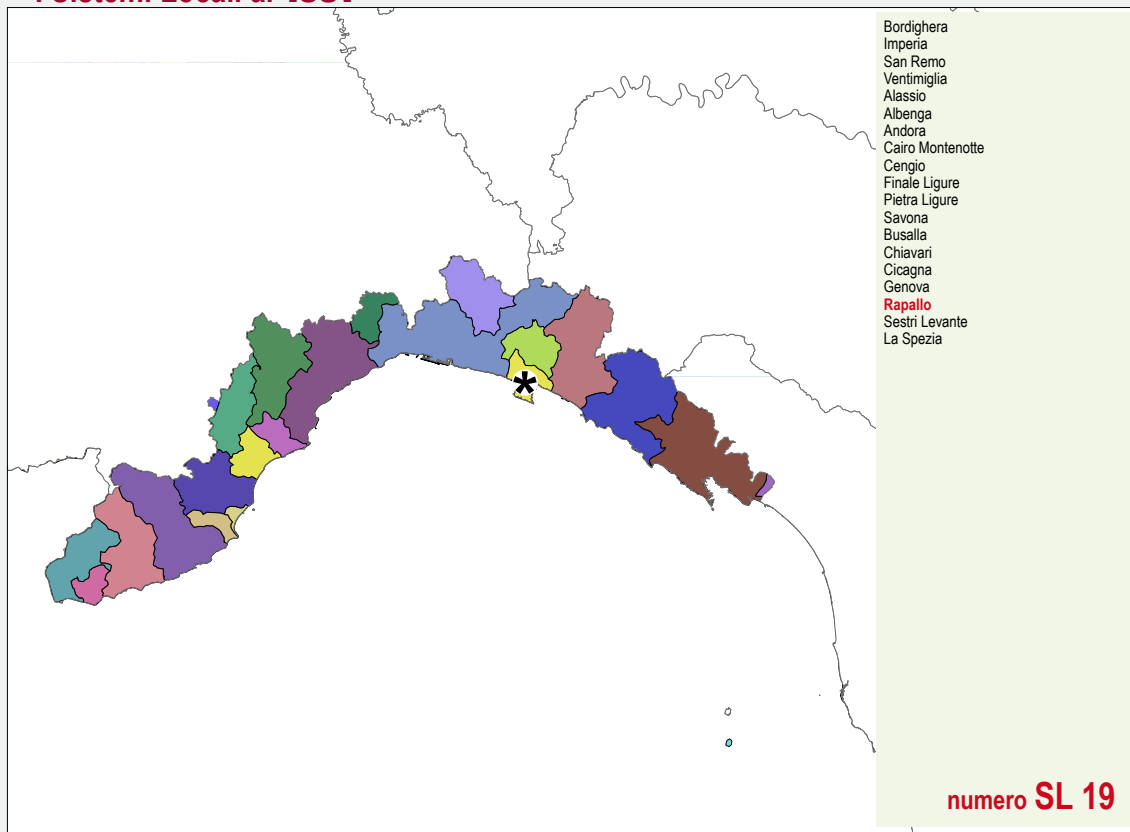 Bordighera
Imperia
San Remo
Ventimiglia
Alassio
Albenga
Andora
Cairo Montenotte
Cengio
Finale Ligure
Pietra Ligure
Savona
Busalla
Chiavari
Cicagna
Genova
Rapallo
Sestri Levante
La Spezia
*
numero SL 19